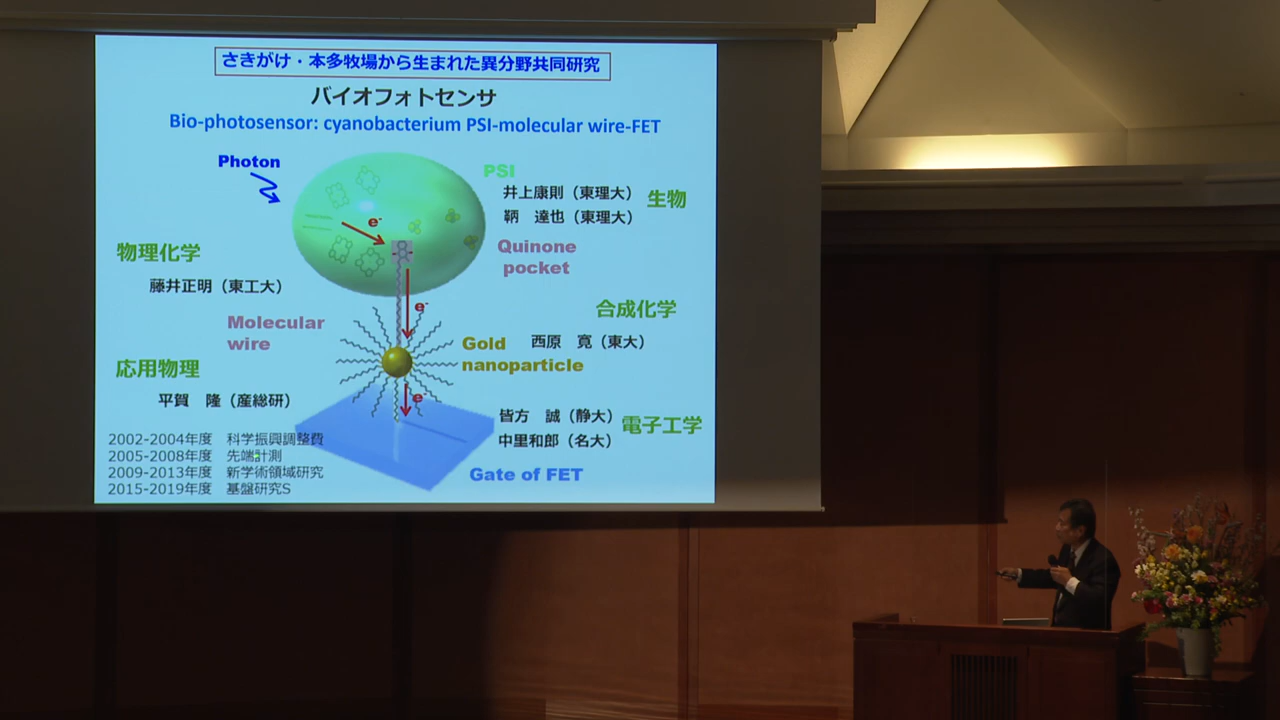 さきがけ・本多牧場から生まれた異分野共同研究
バイオフォトセンサ
Bio-photosensor: cyanobacterium PSI-molecular wire-FET
Photon
PSI
井上康則（東理大）
生物
鞆　達也（東理大）
e-
Quinone
pocket
物理化学
藤井正明（東工大）
e-
合成化学
Molecular
wire
Gold
nanoparticle
西原　寛（東大）
応用物理
平賀　隆（産総研）
e
皆方　誠（静大）
電子工学
中里和郎（名大）
Gate of FET
2002-2004年度　科学振興調整費
2005-2008年度　先端計測
2009-2013年度　新学術領域研究
2015-2019年度　基盤研究S